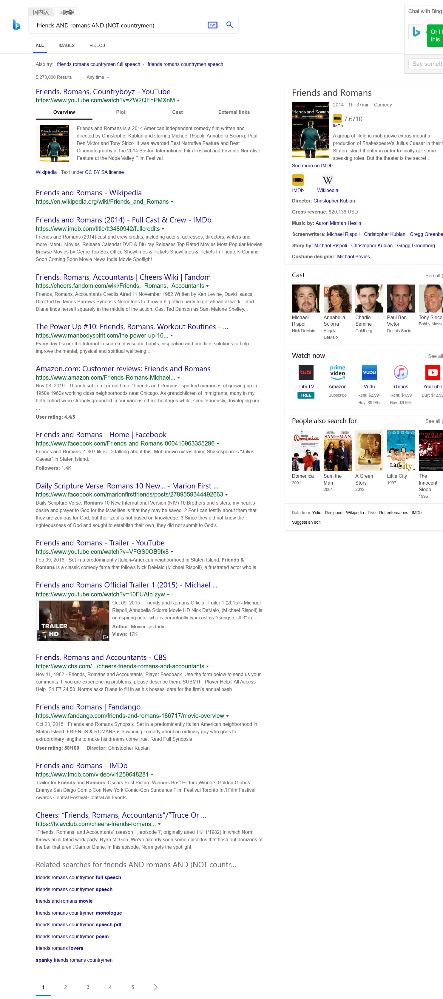 国内版 国际版
friends AND romans AND (NOT countrymen)
Chat with Bing
Oh!
this.
Say someth
ALL IMAGES VIDEOS
Also try: friends romans countrymen full speech · friends romans countrymen speech
5,270,000 Results Any time
Friends, Romans, Countryboyz - YouTube
https://www.youtube.com/watch?v=ZW2QEhPMXnM
Overview Plot Cast External links
Friends and Romans
Friends and Romans is a 2014 American independent comedy film written and
directed by Christopher Kublan and starring Michael Rispoli, Annabella Sciorra, Paul
Ben-Victor and Tony Sirico. It was awarded Best Narrative Feature and Best
Cinematography at the 2014 Boston International Film Festival and Favorite Narrative
Feature at the Napa Valley Film Festival.
Wikipedia · Text under CC-BY-SA license
Friends and Romans - Wikipedia
https://en.wikipedia.org/wiki/Friends_and_Romans
Friends and Romans (2014) - Full Cast & Crew - IMDb
https://www.imdb.com/title/tt3480942/fullcredits
Friends and Romans (2014) cast and crew credits, including actors, actresses, directors, writers and
more. Menu. Movies. Release Calendar DVD & Blu-ray Releases Top Rated Movies Most Popular Movies
Browse Movies by Genre Top Box Office Showtimes & Tickets Showtimes & Tickets In Theaters Coming
Soon Coming Soon Movie News India Movie Spotlight.
Friends, Romans, Accountants | Cheers Wiki | Fandom
https://cheers.fandom.com/wiki/Friends,_Romans,_Accountants
Friends, Romans, Accountants Credits Aired 11 November 1982 Written by Ken Levine, David Isaacs
Directed by James Burrows Synopsis Norm tries to throw a big office party to get ahead at work... and
Diane finds herself squarely in the middle of the action. Cast Ted Danson as Sam Malone Shelley...
The Power Up #10: Friends, Romans, Workout Routines - ...
https://www.manbodyspirit.com/the-power-up-10...
Every day I scour the Internet in search of wisdom, habits, inspiration and practical solutions to help
improve the mental, physical and spiritual wellbeing...
Amazon.com: Customer reviews: Friends and Romans
https://www.amazon.com/Friends-Romans-Michael...
Nov 08, 2019 · Though set in a current time, "Friends and Romans" sparked memories of growing up in
1950s-1960s working class neighborhoods near Chicago. As grandchildren of immigrants, many in my
birth cohort were strongly grounded in our various ethnic heritages while, simultaneously, developing our
...
User rating: 4.4/5
Friends and Romans - Home | Facebook
https://www.facebook.com/Friends-and-Romans-800410963355296
Friends and Romans. 1,407 likes · 2 talking about this. Mob movie extras doing Shakespeare's "Julius
Caesar" in Staten Island.
Followers: 1.4K
Daily Scripture Verse: Romans 10 New... - Marion First ...
https://www.facebook.com/marionfirstfriends/posts/2789559344492663
Daily Scripture Verse: Romans 10 New International Version (NIV) 10 Brothers and sisters, my heart's
desire and prayer to God for the Israelites is that they may be saved. 2 For I can testify about them that
they are zealous for God, but their zeal is not based on knowledge. 3 Since they did not know the
righteousness of God and sought to establish their own, they did not submit to God's ...
Friends and Romans - Trailer - YouTube
https://www.youtube.com/watch?v=VFGS0OB9fx8
Feb 09, 2016 · Set in a predominantly Italian-American neighborhood in Staten Island, Friends &
Romans is a classic comedy farce that follows Nick DeMaio (Michael Rispoli), a frustrated actor who is ...
Friends and Romans Official Trailer 1 (2015) - Michael ...
https://www.youtube.com/watch?v=10FUAIp-zyw
TRAILER
HD
2:14
Oct 09, 2015 · Friends and Romans Official Trailer 1 (2015) - Michael
Rispoli, Annabella Sciorra Movie HD Nick DeMaio, (Michael Rispoli) is
an aspiring actor who is perpetually typecast as "Gangster # 3" in ...
Author: Movieclips Indie
Views: 17K
Friends, Romans and Accountants - CBS
https://www.cbs.com/.../cheers-friends-romans-and-accountants
Nov 11, 1982 · Friends, Romans and Accountants. Player Feedback. Use the form below to send us your
comments. If you are experiencing problems, please describe them. SUBMIT . Player Help | All Access
Help. S1 E7 24:50. Norms asks Diane to fill in as his bosses' date for the firm's annual bash .
Friends and Romans | Fandango
https://www.fandango.com/friends-and-romans-186717/movie-overview
Oct 23, 2015 · Friends and Romans Synopsis. Set in a predominantly Italian-American neighborhood in
Staten Island, FRIENDS & ROMANS is a winning comedy about an ordinary guy who goes to
extraordinary lengths to make his dreams come true. Read Full Synopsis
User rating: 58/100 Director: Christopher Kublan
Friends and Romans - IMDb
https://www.imdb.com/video/vi1259648281
Trailer for Friends and Romans. Oscars Best Picture Winners Best Picture Winners Golden Globes
Emmys San Diego Comic-Con New York Comic-Con Sundance Film Festival Toronto Int'l Film Festival
Awards Central Festival Central All Events
Cheers: “Friends, Romans, Accountants”/“Truce Or ...
https://tv.avclub.com/cheers-friends-romans...
“Friends, Romans, and Accountants” (season 1, episode 7; originally aired 11/11/1982) In which Norm
throws an ill-fated work party. Ryan McGee: We've already seen some episodes that flesh out denizens of
the bar that aren't Sam or Diane. In this episode, Norm gets the spotlight.
Related searches for friends AND romans AND (NOT countr...
friends romans countrymen full speech
friends romans countrymen speech
friends and romans movie
friends romans countrymen monologue
friends romans countrymen speech pdf
friends romans countrymen poem
friends romans lovers
spanky friends romans countrymen
1 2 3 4 5
Friends and Romans
2014 · 1hr 37min · Comedy
IMDb 7.6/10
IMDb
A group of lifelong mob movie extras mount a
production of Shakespeare's Julius Caesar in their
Staten Island theater in order to finally get some
speaking roles. But the theater is the secret...
See more on IMDb
IMDb W
IMDb Wikipedia
Director: Christopher Kublan
Gross revenue: $20,136 USD
Music by: Aaron Mirman-Heslin
Screenwriters: Michael Rispoli · Christopher Kublan · Gregg Greenbe
Story by: Michael Rispoli · Christopher Kublan · Gregg Greenberg
Costume designer: Michael Bevins
Cast See all (
Michael Rispoli
Nick DeMaio
Annabella Sciorra
Angela DeMaio
Charlie Semine
Goldberg
Paul Ben-Victor
Dennis Socio
Tony Sirico
Bobby Musso
Watch now See all
tubi prime video VUDU
Tubi TV Amazon Vudu iTunes YouTube
FREE Subscribe Rent: $2.99+ Rent: $4.99 Buy: $12.99
Buy: $9.99+ Buy: $9.99+
People also search for See all (
Domenica
SAM THE MAN
A Green Story
Little City
INNOCEN
SLEEP
Domenica
2001
Sam the Man
2001
A Green Story
2012
Little City
1997
The Innocent Sleep
1996
Data from: Yidio · Reelgood · Wikipedia · TiVo · Rottentomatoes · IMDb
Suggest an edit